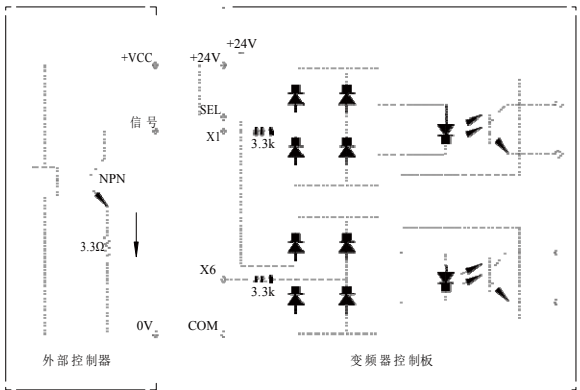 +24V
+VCC
+24V
SEL
信号
X1
3.3k
NPN
3.3Ω
X6
3.3k
0V
COM
外部控制器
变频器控制板